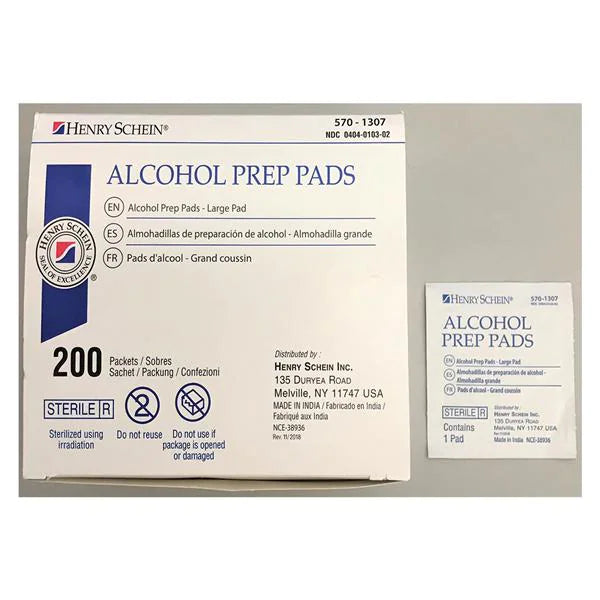 HENRY SCHEIN®
570 - 1307
NDC 0404-0103-02
ALCOHOL PREP PADS
EN Alcohol Prep Pads - Large Pad
ES Almohadillas de preparación de alcohol - Almohadilla grande
FR Pads d'alcool - Grand coussin
HENRY SCHEIN
SEAL OF EXCELLENCE
200 Packets / Sobres
Sachet / Packung / Confezioni
STERILE R
Sterilized using
irradiation
2
Do not reuse
Do not use if
package is opened
or damaged
Distributed by :
HENRY SCHEIN INC.
135 DURYEA ROAD
Melville, NY 11747 USA
MADE IN INDIA / Fabricado en India /
Fabriqué aux India
NCE-38936
Rev. 11/2018
HENRY SCHEIN®
570-1307
ALCOHOL
PREP PADS
EN Alcohol Prep Pads - Large Pad
ES Almohadillas de preparación de alcohol -
Almohadilla grande
FR Pads d'alcool - Grand coussin
STERILE R
Contains
1 Pad
Distributed by :
HENRY SCHEIN INC.
135 DURYEA ROAD
Melville, NY 11747 USA
Made in India NCE-38936